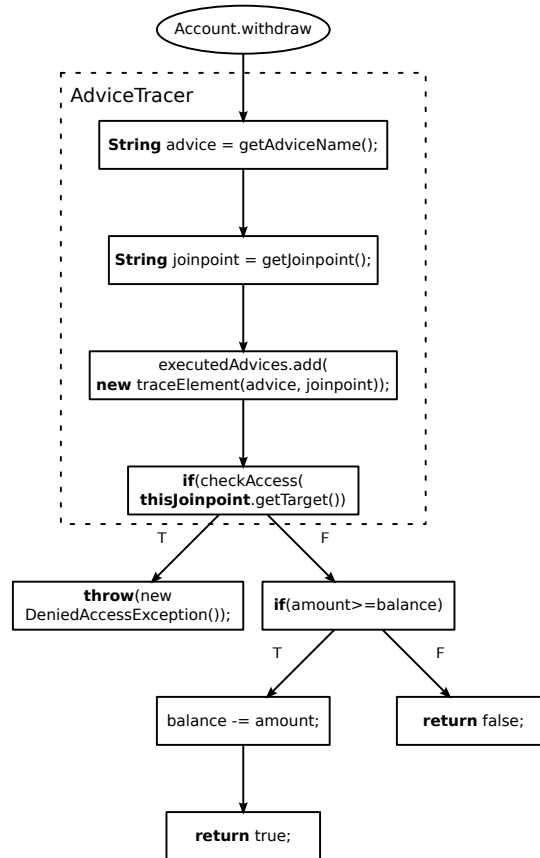 Account.withdraw
AdviceTracer
String advice = getAdviceName();
String joinpoint = getJoinpoint();
executedAdvices.add(
new traceElement(advice, joinpoint));
if(checkAccess(
thisJoinpoint.getTarget())
T
F
throw(new
DeniedAccessException());
if(amount>=balance)
T
F
balance -= amount;
return false;
return true;